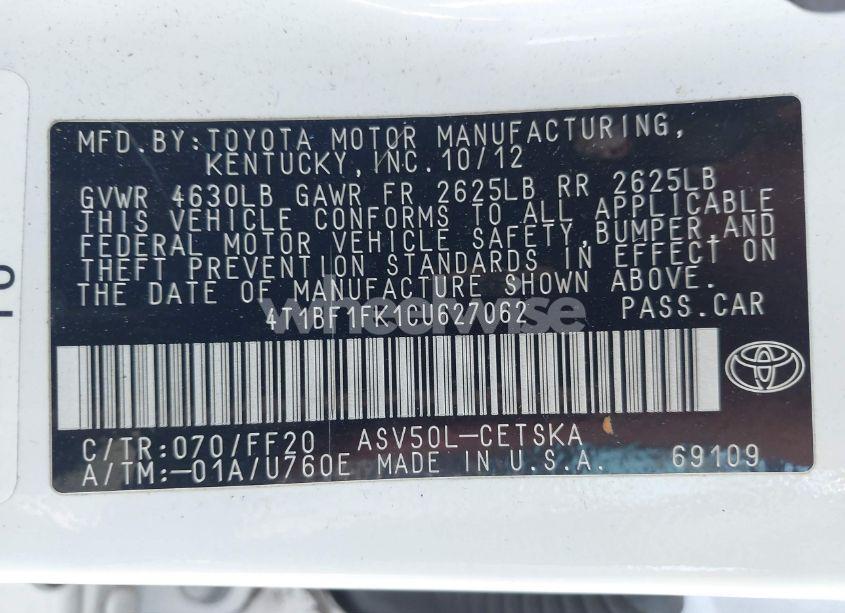 MFD.BY:TOYOTA MOTOR MANUFACTURING,
KENTUCKY,INC.10/12
GVWR 4630LB GAWR FR 2625LB RR 2625LB
THIS VEHICLE CONFORMS TO ALL APPLICABLE
FEDERAL MOTOR VEHICLE SAFETY,BUMPER,AND
THEFT PREVENTION STANDARDS IN EFFECT ON
THE DATE OF MANUFACTURE SHOWN ABOVE.
4T1BF1FK1CU627062 PASS.CAR
wheelwise
C/TR:070/FF20 ASV50L-CETSKA
A/TM:-01A/U760E MADE IN U.S.A. 69109